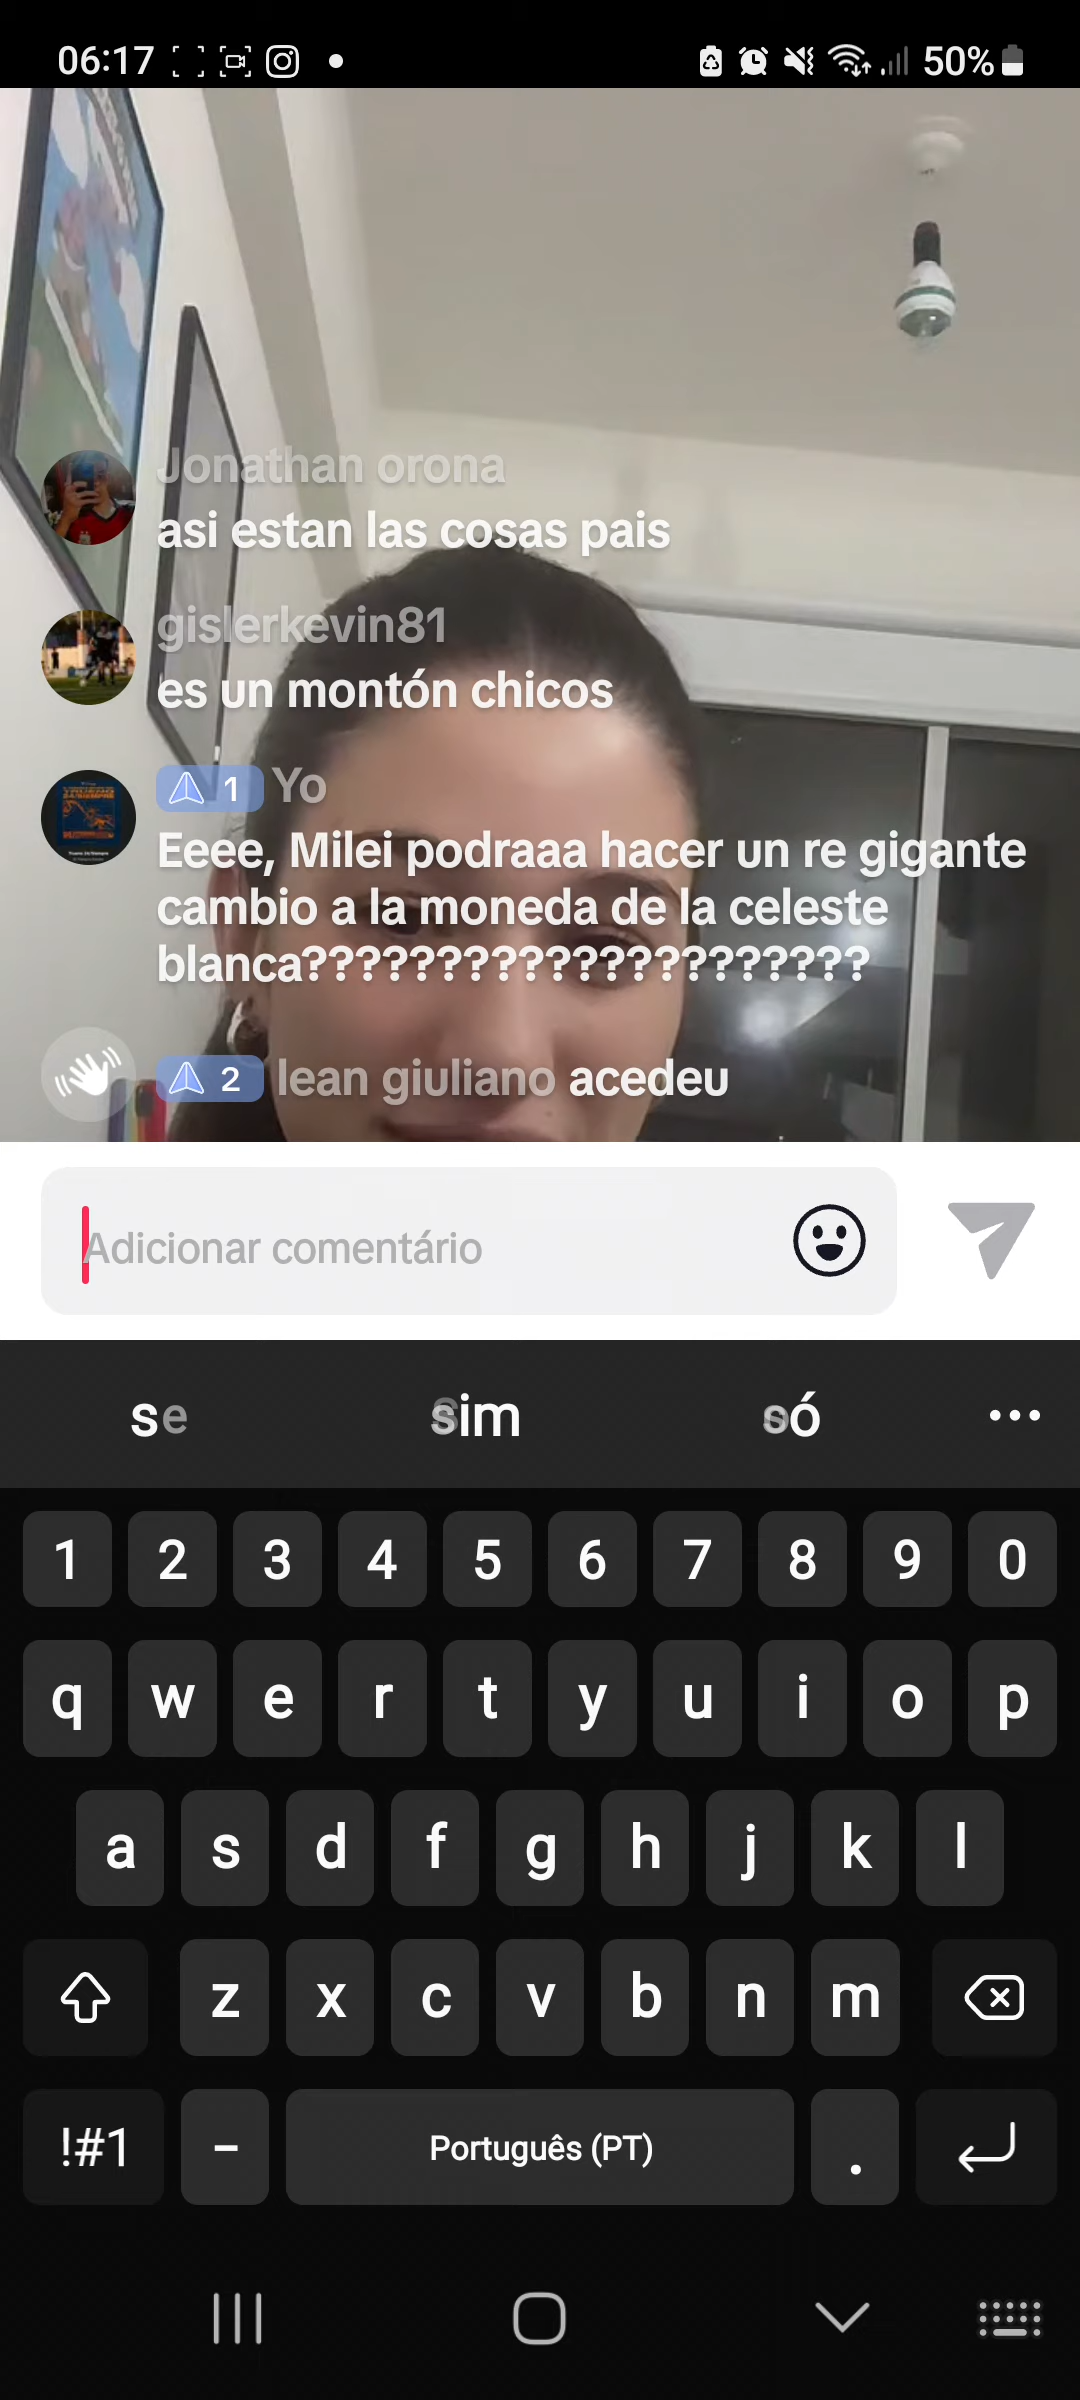 06:17
50%
Jonathan orona
asi estan las cosas pais
gislerkevin81
es un montón chicos
1 Yo
Eeee, Milei podraaa hacer un re gigante
cambio a la moneda de la celeste
blanca?????????????????????
2 lean giuliano acedeu
Adicionar comentário
se sim só
1 2 3 4 5 6 7 8 9 0
q w e r t y u i o p
a s d f g h j k l
z x c v b n m
!#1 - Português (PT) .